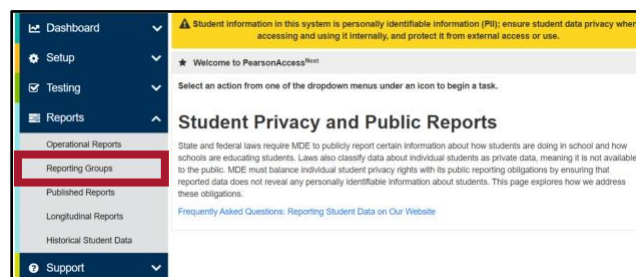 Dashboard
Setup
Testing
Reports
Operational Reports
Reporting Groups
Published Reports
Longitudinal Reports
Historical Student Data
Support
Student information in this system is personally identifiable information (PII); ensure student data privacy when
accessing and using it internally, and protect it from external access or use.
Welcome to PearsonAccessNext
Select an action from one of the dropdown menus under an icon to begin a task.
Student Privacy and Public Reports
State and federal laws require MDE to publicly report certain information about how students are doing in school and how
schools are educating students. Laws also classify data about individual students as private data, meaning it is not available
to the public. MDE must balance individual student privacy rights with its public reporting obligations by ensuring that
reported data does not reveal any personally identifiable information about students. This page explores how we address
these obligations.
Frequently Asked Questions: Reporting Student Data on Our Website